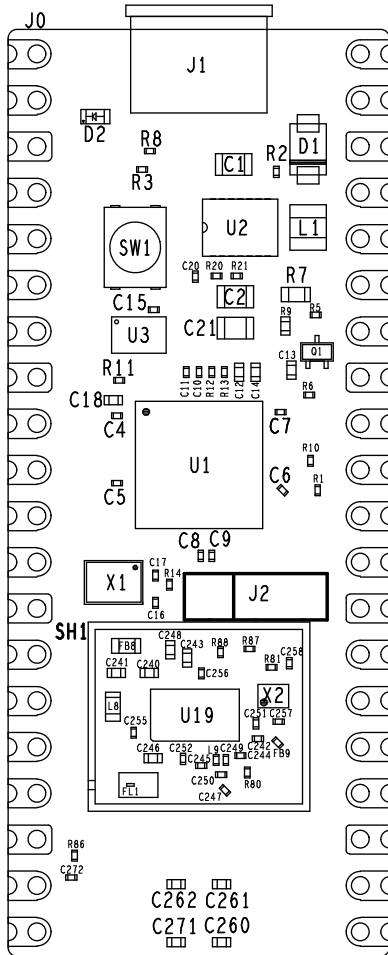 J0
J1
D2
R8
R3
C1
R2
D1
SW1
U2
L1
C20 R20 R21
R7
C2
C15
R9 R5
U3
C21
Q1
C13
R11
C11 C10 R12 R13 C12 C14
R6
C18
C4
C7
U1
R10
C5
C6
R1
C8 C9
C17
R14
X1
C16
J2
SH1
FB8
C248
C243
R88
R87
C258
C241 C240
R81
C256
L8
X2
U19
C255
C251 C257
C246
C252
C245
L9 C249
C242
C244
FB9
C250
R80
FL1
C247
R86
C272
C262 C261
C271 C260